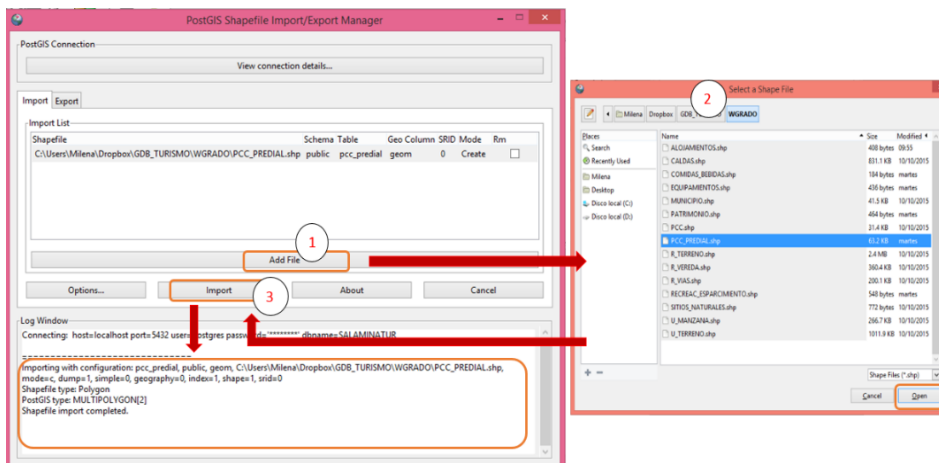 PostGIS Shapefile Import/Export Manager
PostGIS Connection
View connection details...
Import Export
Import List
Shapefile Schema Table Geo Column SRID Mode Rm
C:\Users\Milena\Dropbox\GDB_TURISMO\WGRADO\PCC_PREDIAL.shp public pcc_predial geom 0 Create
1
Add File
Options... Import About Cancel
3
Log Window
Connecting: host=localhost port=5432 user=postgres password='********' dbname=SALAMINATUR
==============================
Importing with configuration: pcc_predial, public, geom, C:\Users\Milena\Dropbox\GDB_TURISMO\WGRADO\PCC_PREDIAL.shp,
mode=c, dump=1, simple=0, geography=0, index=1, shape=1, srid=0
Shapefile type: Polygon
PostGIS type: MULTIPOLYGON[2]
Shapefile import completed.
Select a Shape File
2
Milena Dropbox WGRADO
Places
Search
Recently Used
Milena
Desktop
Disco local (C:)
Disco local (D:)
Name Size Modified
ALOJAMIENTOS.shp 408 bytes 09:55
CALDAS.shp 831.1 KB 10/10/2015
COMIDAS_BEBIDAS.shp 184 bytes martes
EQUIPAMIENTOS.shp 436 bytes martes
MUNICIPIO.shp 41.5 KB 10/10/2015
PATRIMONIO.shp 464 bytes martes
PCC.shp 31.4 KB 10/10/2015
PCC_PREDIAL.shp 63.2 KB martes
R_TERRENO.shp 2.4 MB 10/10/2015
R_VEREDA.shp 360.4 KB 10/10/2015
R_VIAS.shp 200.1 KB 10/10/2015
RECREAC_ESPARCIMIENTO.shp 548 bytes martes
SITIOS_NATURALES.shp 772 bytes 10/10/2015
U_MANZANA.shp 266.7 KB 10/10/2015
U_TERRENO.shp 1011.9 KB 10/10/2015
Shape Files (*.shp)
Cancel Open